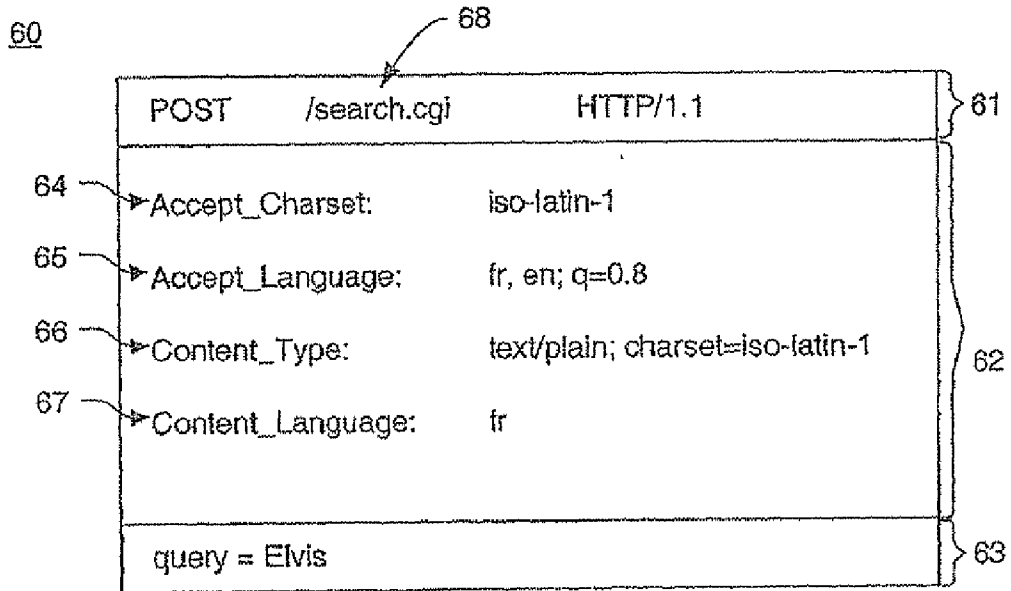 60
68
POST /search.cgi HTTP/1.1 61
64 Accept_Charset: iso-latin-1
65 Accept_Language: fr, en; q=0.8
66 Content_Type: text/plain; charset=iso-latin-1
62
67 Content_Language: fr
query = Elvis 63